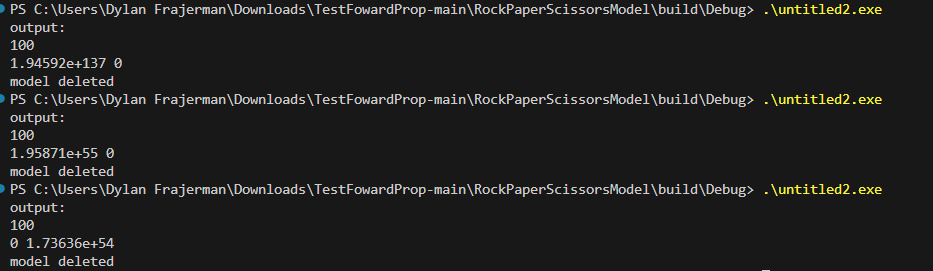 PS C:\Users\Dylan Frajerman\Downloads\TestFowardProp-main\RockPaperScissorsModel\build\Debug> .\untitled2.exe
output:
100
1.94592e+137 0
model deleted
PS C:\Users\Dylan Frajerman\Downloads\TestFowardProp-main\RockPaperScissorsModel\build\Debug> .\untitled2.exe
output:
100
1.95871e+55 0
model deleted
PS C:\Users\Dylan Frajerman\Downloads\TestFowardProp-main\RockPaperScissorsModel\build\Debug> .\untitled2.exe
output:
100
0 1.73636e+54
model deleted